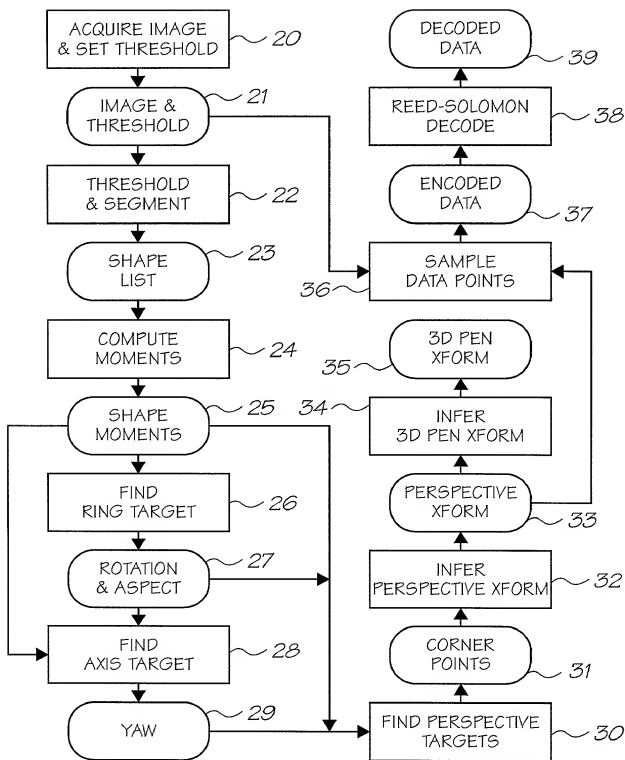 ACQUIRE IMAGE
& SET THRESHOLD
20
IMAGE &
THRESHOLD
21
THRESHOLD
& SEGMENT
22
SHAPE
LIST
23
COMPUTE
MOMENTS
24
SHAPE
MOMENTS
25
FIND
RING TARGET
26
ROTATION
& ASPECT
27
FIND
AXIS TARGET
28
YAW
29
DECODED
DATA
39
REED-SOLOMON
DECODE
38
ENCODED
DATA
37
SAMPLE
DATA POINTS
36
3D PEN
XFORM
35
INFER
3D PEN XFORM
34
PERSPECTIVE
XFORM
33
INFER
PERSPECTIVE XFORM
32
CORNER
POINTS
31
FIND PERSPECTIVE
TARGETS
30